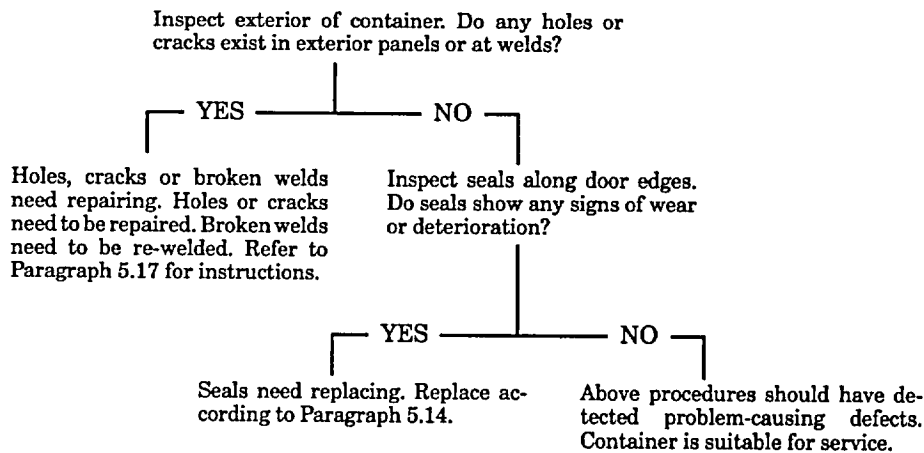 Inspect exterior of container. Do any holes or
cracks exist in exterior panels or at welds?
YES
NO
Holes, cracks or broken welds
need repairing. Holes or cracks
need to be repaired. Broken welds
need to be re-welded. Refer to
Paragraph 5.17 for instructions.
Inspect seals along door edges.
Do seals show any signs of wear
or deterioration?
YES
NO
Seals need replacing. Replace ac-
cording to Paragraph 5.14.
Above procedures should have de-
tected problem-causing defects.
Container is suitable for service.